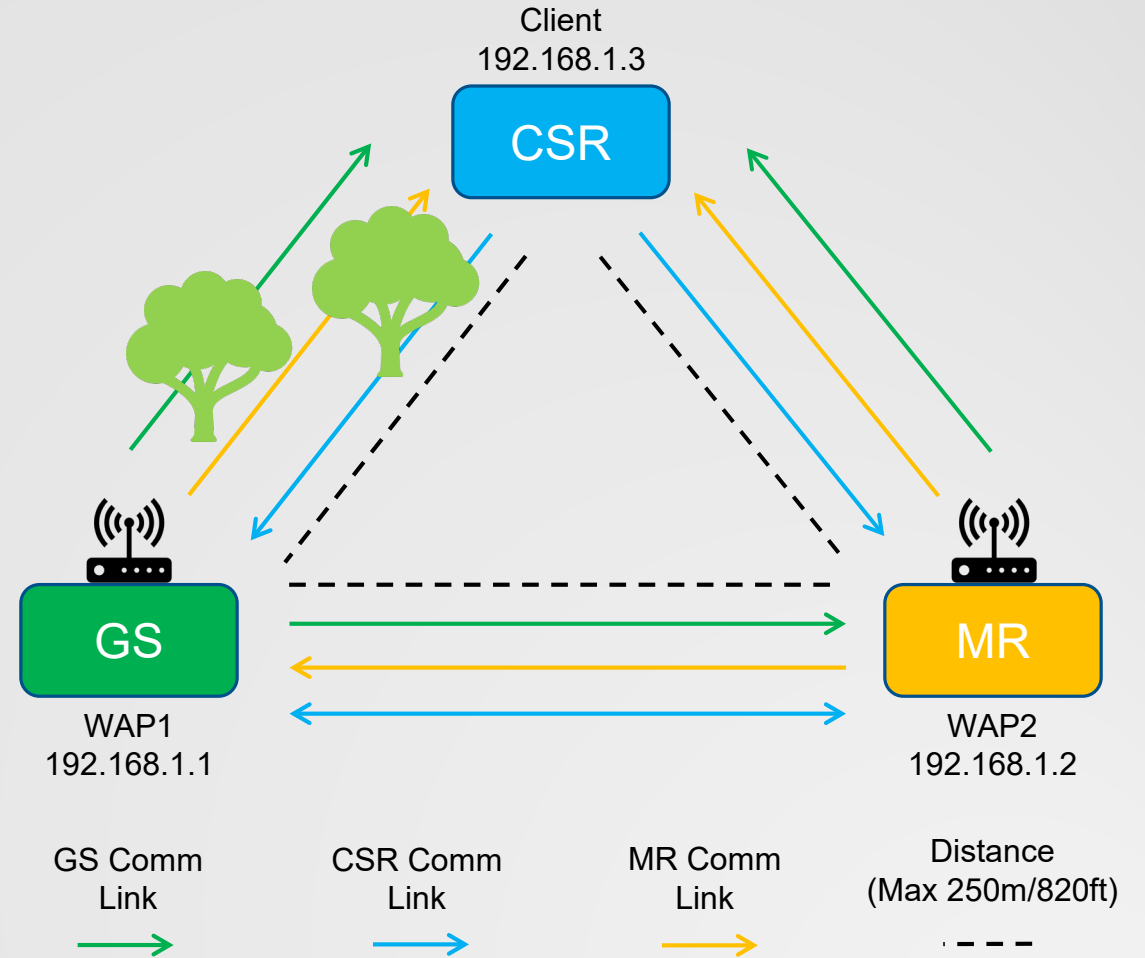 Client
192.168.1.3
CSR
GS
MR
WAP1
192.168.1.1
WAP2
192.168.1.2
GS Comm
Link
CSR Comm
Link
MR Comm
Link
Distance
(Max 250m/820ft)